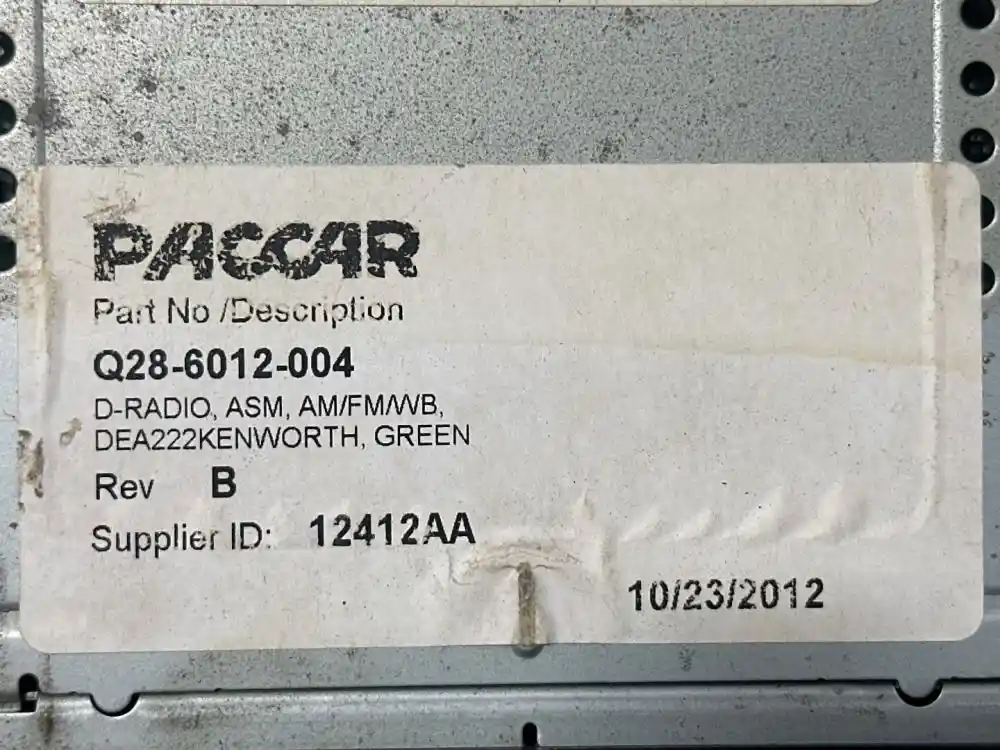 PACCAR
Part No /Description
Q28-6012-004
D-RADIO, ASM, AM/FM/WB,
DEA222KENWORTH, GREEN
Rev B
Supplier ID: 12412AA
10/23/2012